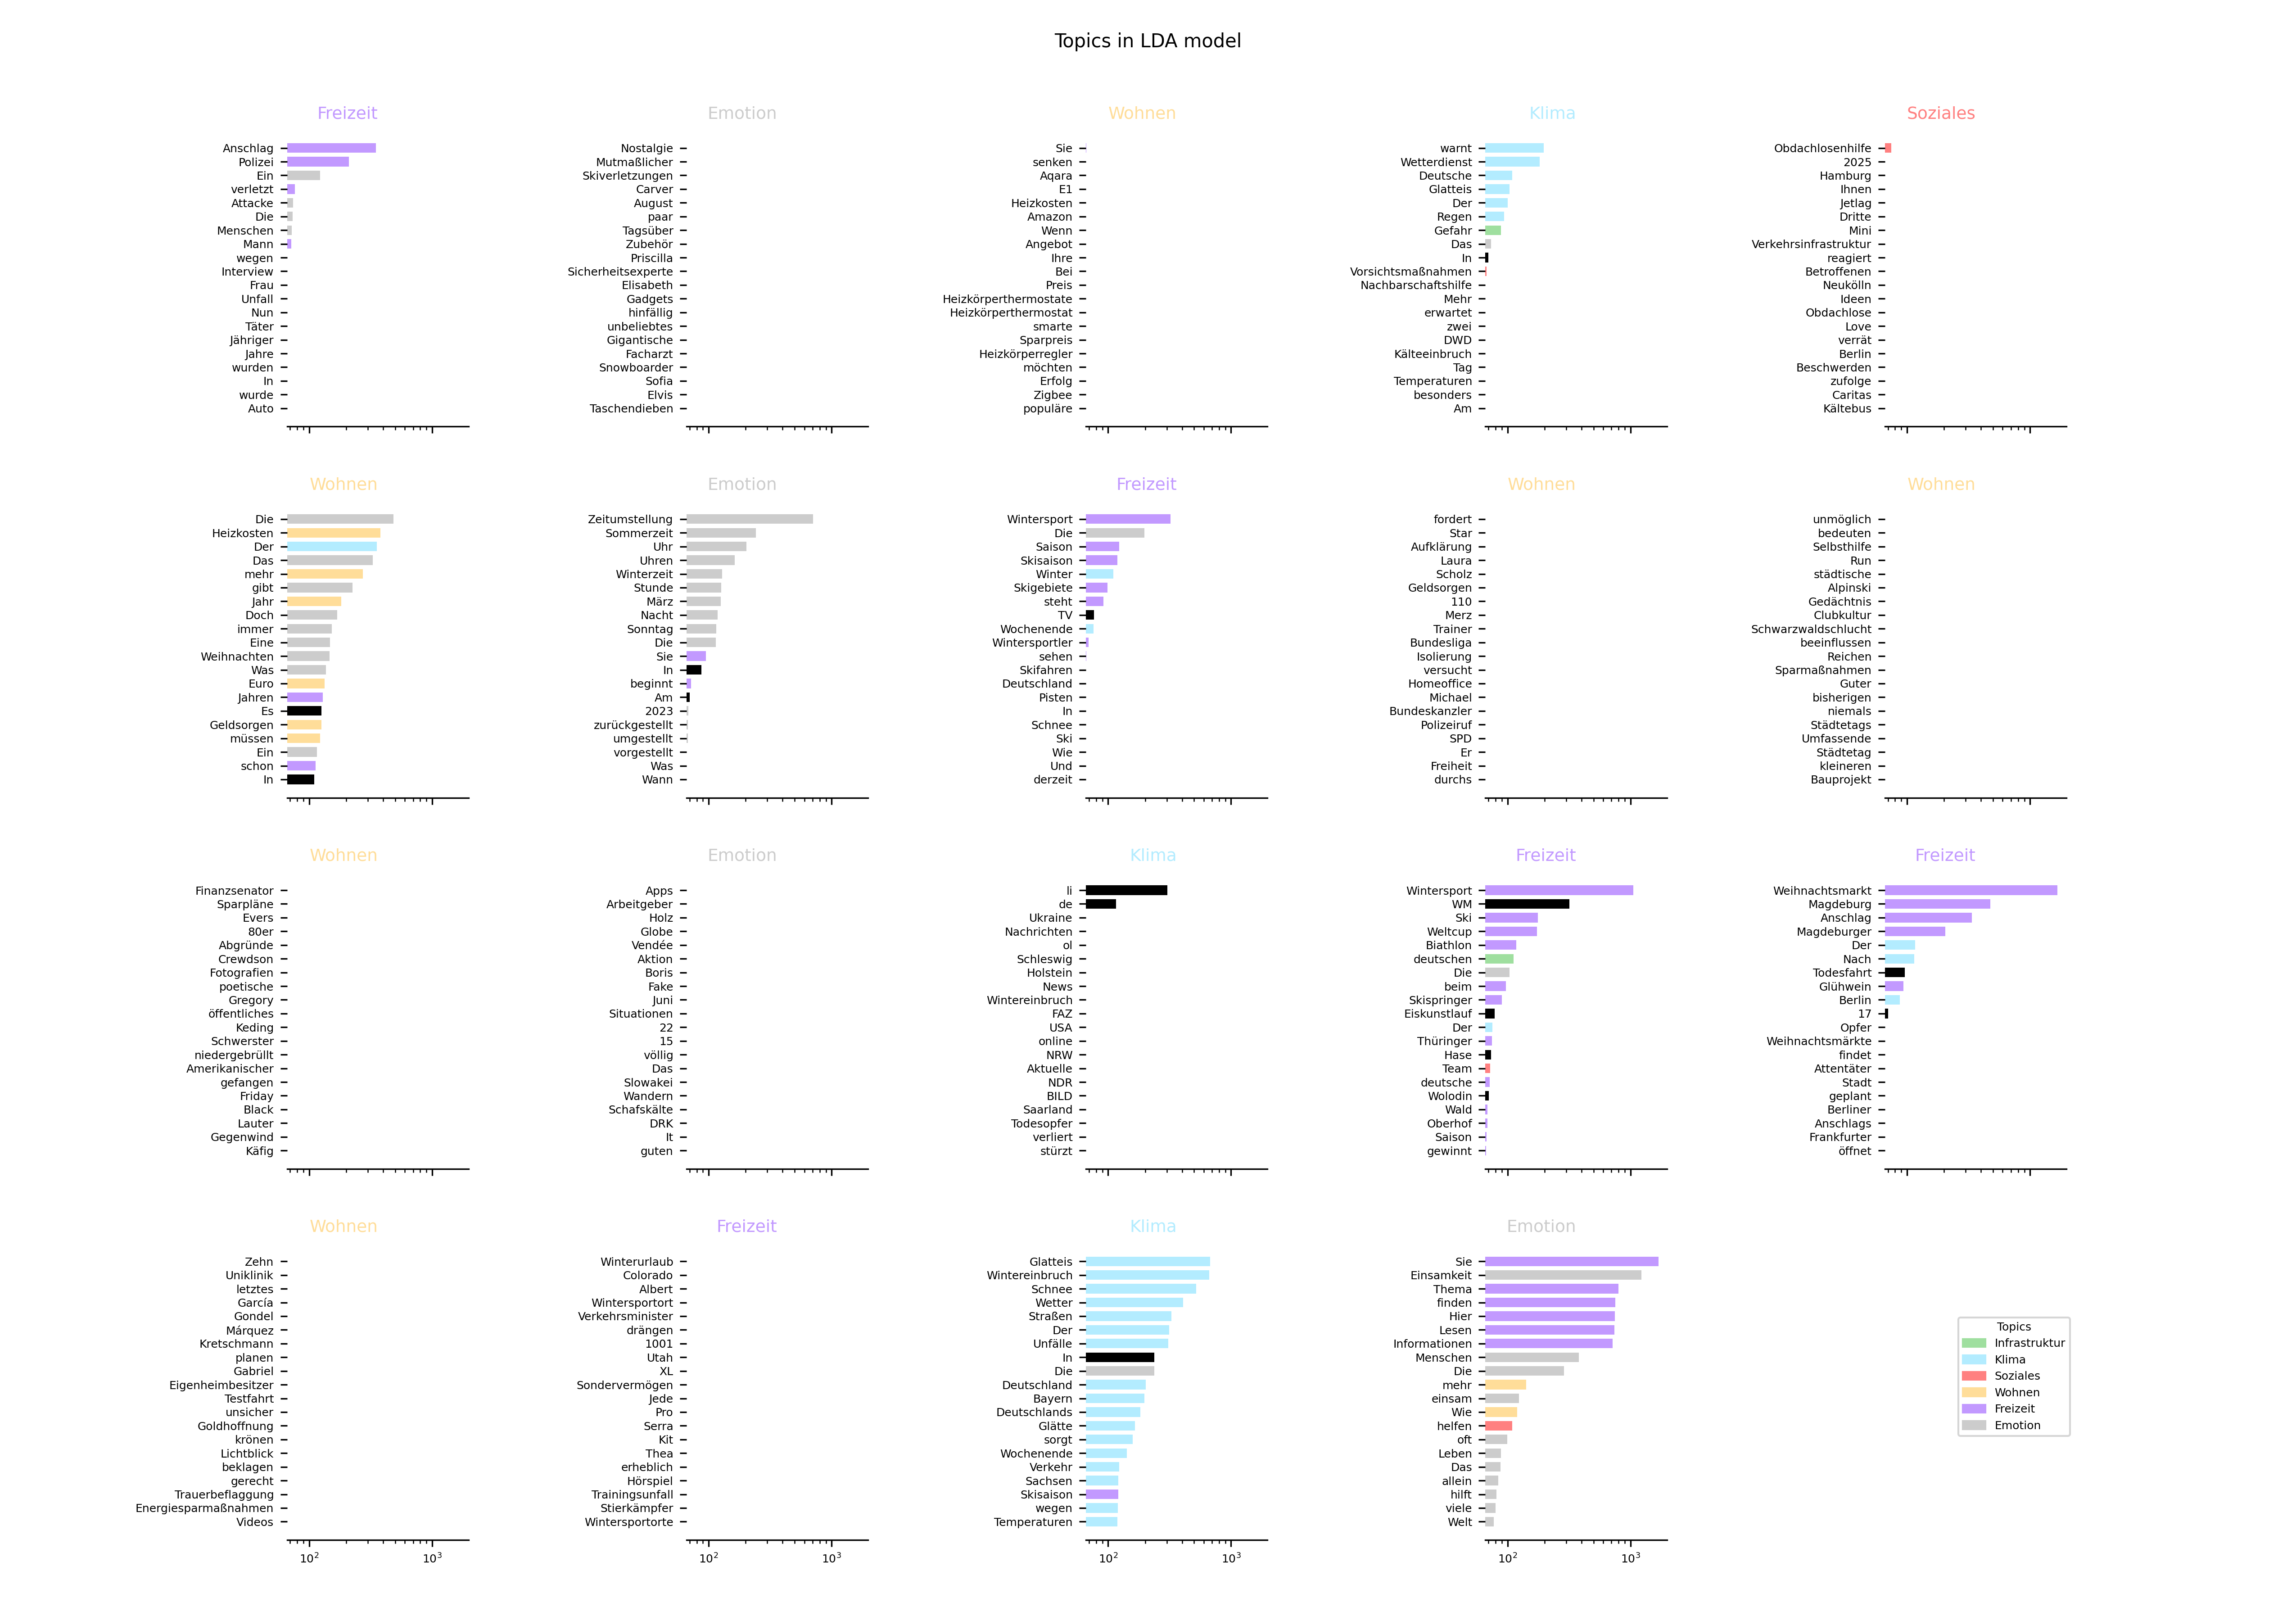 Topics in LDA model
Freizeit
Anschlag
Polizei
Ein
verletzt
Attacke
Die
Menschen
Mann
wegen
Interview
Frau
Unfall
Nun
Täter
Jähriger
Jahre
wurden
In
wurde
Auto
Emotion
Nostalgie
Mutmaßlicher
Skiverletzungen
Carver
August
paar
Tagsüber
Zubehör
Priscilla
Sicherheitsexperte
Elisabeth
Gadgets
hinfällig
unbeliebtes
Gigantische
Facharzt
Snowboarder
Sofia
Elvis
Taschendieben
Wohnen
Sie
senken
Aqara
E1
Heizkosten
Amazon
Wenn
Angebot
Ihre
Bei
Preis
Heizkörperthermostate
Heizkörperthermostat
smarte
Sparpreis
Heizkörperregler
möchten
Erfolg
Zigbee
populäre
Klima
warnt
Wetterdienst
Deutsche
Glatteis
Der
Regen
Gefahr
Das
In
Vorsichtsmaßnahmen
Nachbarschaftshilfe
Mehr
erwartet
zwei
DWD
Kälteeinbruch
Tag
Temperaturen
besonders
Am
Soziales
Obdachlosenhilfe
2025
Hamburg
Ihnen
Jetlag
Dritte
Mini
Verkehrsinfrastruktur
reagiert
Betroffenen
Neukölln
Ideen
Obdachlose
Love
verrät
Berlin
Beschwerden
zufolge
Caritas
Kältebus
Wohnen
Die
Heizkosten
Der
Das
mehr
gibt
Jahr
Doch
immer
Eine
Weihnachten
Was
Euro
Jahren
Es
Geldsorgen
müssen
Ein
schon
In
Emotion
Zeitumstellung
Sommerzeit
Uhr
Uhren
Winterzeit
Stunde
März
Nacht
Sonntag
Die
Sie
In
beginnt
Am
2023
zurückgestellt
umgestellt
vorgestellt
Was
Wann
Freizeit
Wintersport
Die
Saison
Skisaison
Winter
Skigebiete
steht
TV
Wochenende
Wintersportler
sehen
Skifahren
Deutschland
Pisten
In
Schnee
Ski
Wie
Und
derzeit
Wohnen
fordert
Star
Aufklärung
Laura
Scholz
Geldsorgen
110
Merz
Trainer
Bundesliga
Isolierung
versucht
Homeoffice
Michael
Bundeskanzler
Polizeiruf
SPD
Er
Freiheit
durchs
Wohnen
unmöglich
bedeuten
Selbsthilfe
Run
städtische
Alpinski
Gedächtnis
Clubkultur
Schwarzwaldschlucht
beeinflussen
Reichen
Sparmaßnahmen
Guter
bisherigen
niemals
Städtetags
Umfassende
Städtetag
kleineren
Bauprojekt
Wohnen
Finanzsenator
Sparpläne
Evers
80er
Abgründe
Crewdson
Fotografien
poetische
Gregory
öffentliches
Keding
Schwerster
niedergebrüllt
Amerikanischer
gefangen
Friday
Black
Lauter
Gegenwind
Käfig
Emotion
Apps
Arbeitgeber
Holz
Globe
Vendée
Aktion
Boris
Fake
Juni
Situationen
22
15
völlig
Das
Slowakei
Wandern
Schafskälte
DRK
It
guten
Klima
li
de
Ukraine
Nachrichten
ol
Schleswig
Holstein
News
Wintereinbruch
FAZ
USA
online
NRW
Aktuelle
NDR
BILD
Saarland
Todesopfer
verliert
stürzt
Freizeit
Wintersport
WM
Ski
Weltcup
Biathlon
deutschen
Die
beim
Skispringer
Eiskunstlauf
Der
Thüringer
Hase
Team
deutsche
Wolodin
Wald
Oberhof
Saison
gewinnt
Freizeit
Weihnachtsmarkt
Magdeburg
Anschlag
Magdeburger
Der
Nach
Todesfahrt
Glühwein
Berlin
17
Opfer
Weihnachtsmärkte
findet
Attentäter
Stadt
geplant
Berliner
Anschlags
Frankfurter
öffnet
Wohnen
Zehn
Uniklinik
letztes
García
Gondel
Márquez
Kretschmann
planen
Gabriel
Eigenheimbesitzer
Testfahrt
unsicher
Goldhoffnung
krönen
Lichtblick
beklagen
gerecht
Trauerbeflaggung
Energiesparmaßnahmen
Videos
10² 10³
Freizeit
Winterurlaub
Colorado
Albert
Wintersportort
Verkehrsminister
drängen
1001
Utah
XL
Sondervermögen
Jede
Pro
Serra
Kit
Thea
erheblich
Hörspiel
Trainingsunfall
Stierkämpfer
Wintersportorte
10² 10³
Klima
Glatteis
Wintereinbruch
Schnee
Wetter
Straßen
Der
Unfälle
In
Die
Deutschland
Bayern
Deutschlands
Glätte
sorgt
Wochenende
Verkehr
Sachsen
Skisaison
wegen
Temperaturen
10² 10³
Emotion
Sie
Einsamkeit
Thema
finden
Hier
Lesen
Informationen
Menschen
Die
mehr
einsam
Wie
helfen
oft
Leben
Das
allein
hilft
viele
Welt
10² 10³
Topics
Infrastruktur
Klima
Soziales
Wohnen
Freizeit
Emotion